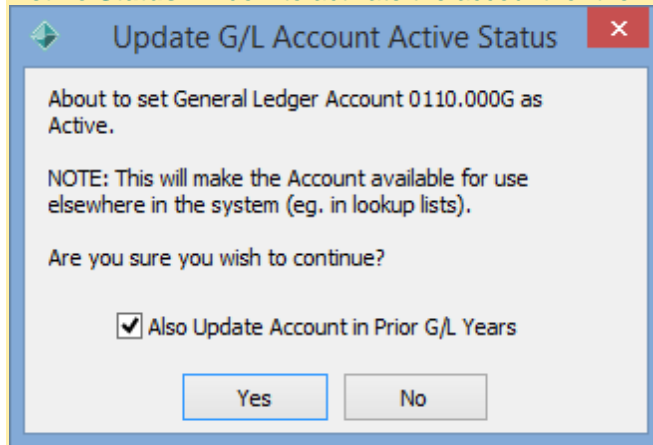 Update G/L Account Active Status
About to set General Ledger Account 0110.000G as
Active.
NOTE: This will make the Account available for use
elsewhere in the system (eg. in lookup lists).
Are you sure you wish to continue?
Also Update Account in Prior G/L Years
Yes
No